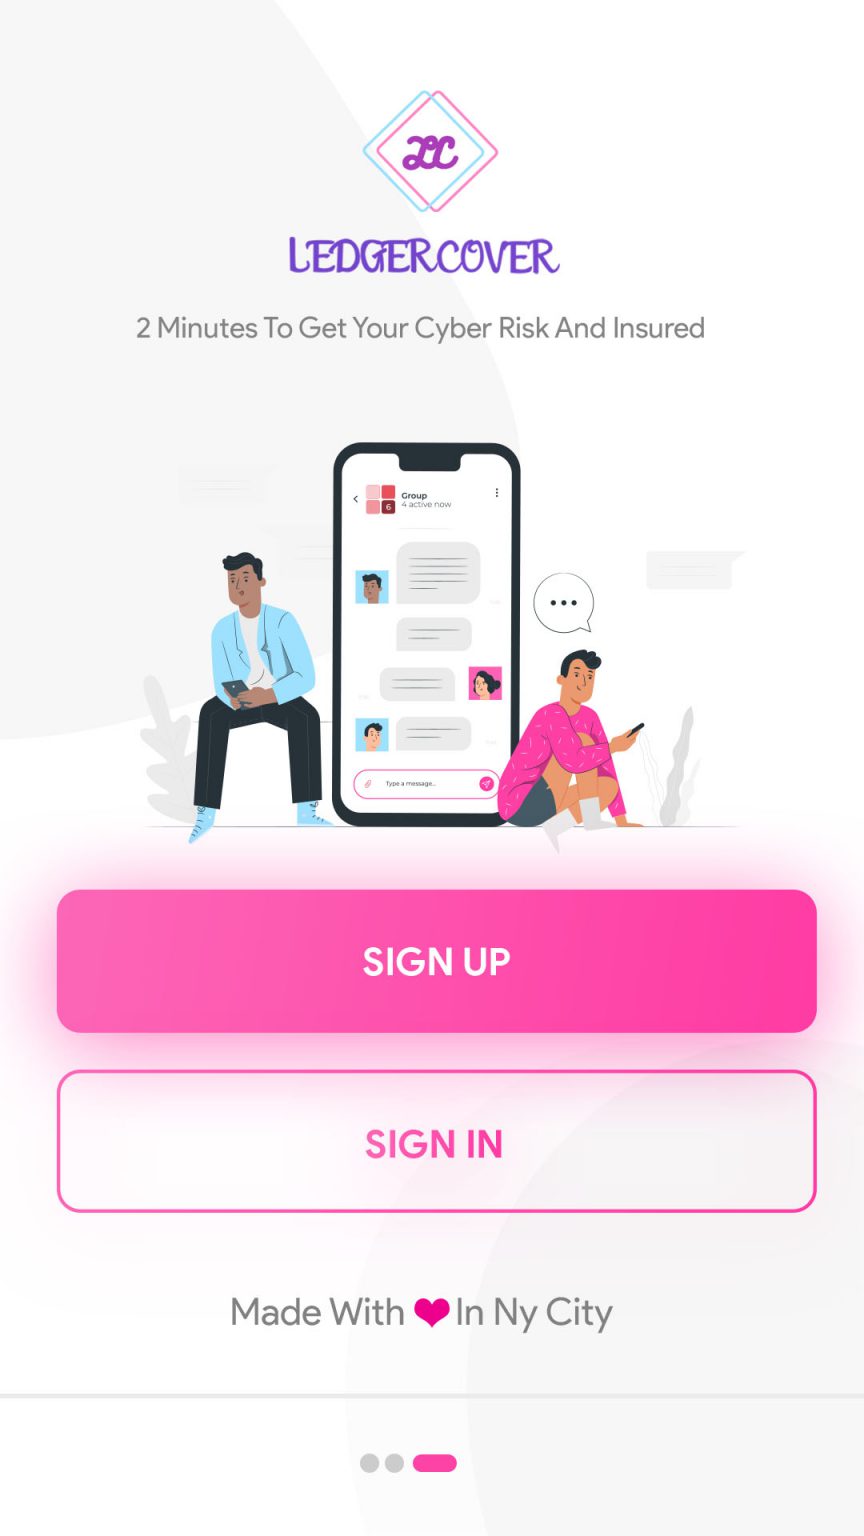 LC
LEDGERCOVER
2 Minutes To Get Your Cyber Risk And Insured
Group
6
4 active now
Type a message..
SIGN UP
SIGN IN
Made With ❤ In Ny City